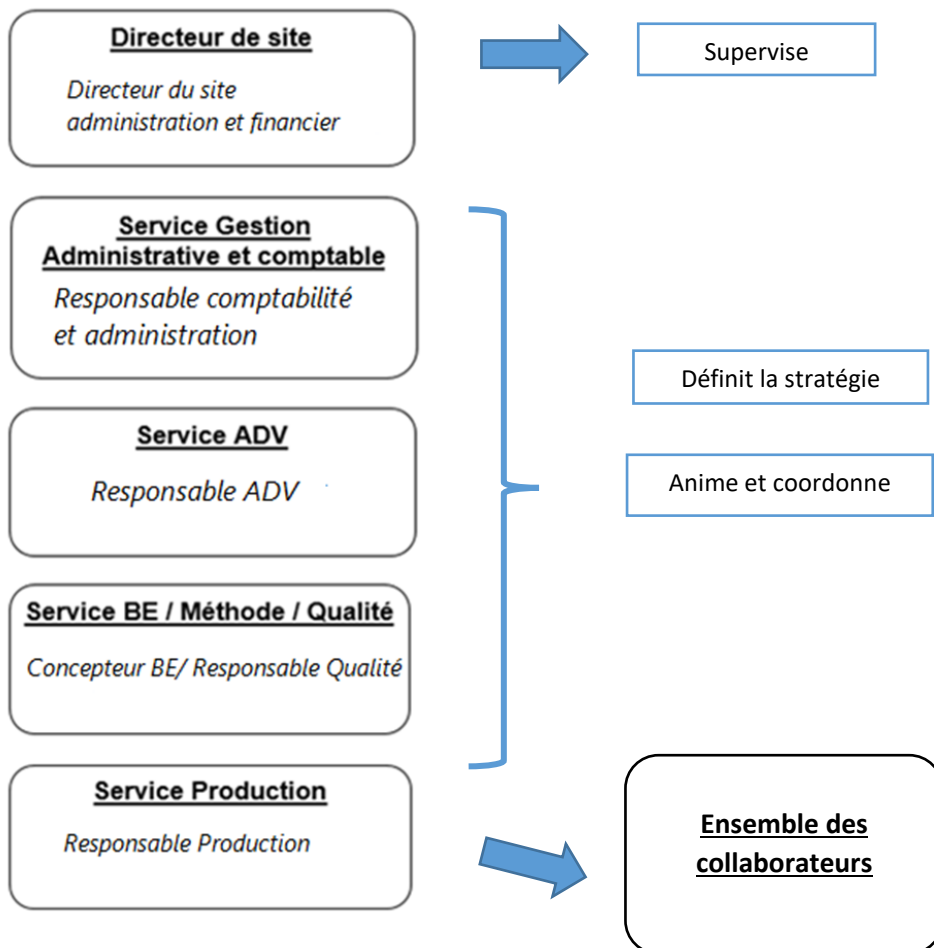 Directeur de site
Directeur du site
administration et financier
Supervise
Service Gestion
Administrative et comptable
Responsable comptabilité
et administration
Définit la stratégie
Service ADV
Responsable ADV
Anime et coordonne
Service BE / Méthode / Qualité
Concepteur BE/ Responsable Qualité
Service Production
Responsable Production
Ensemble des
collaborateurs